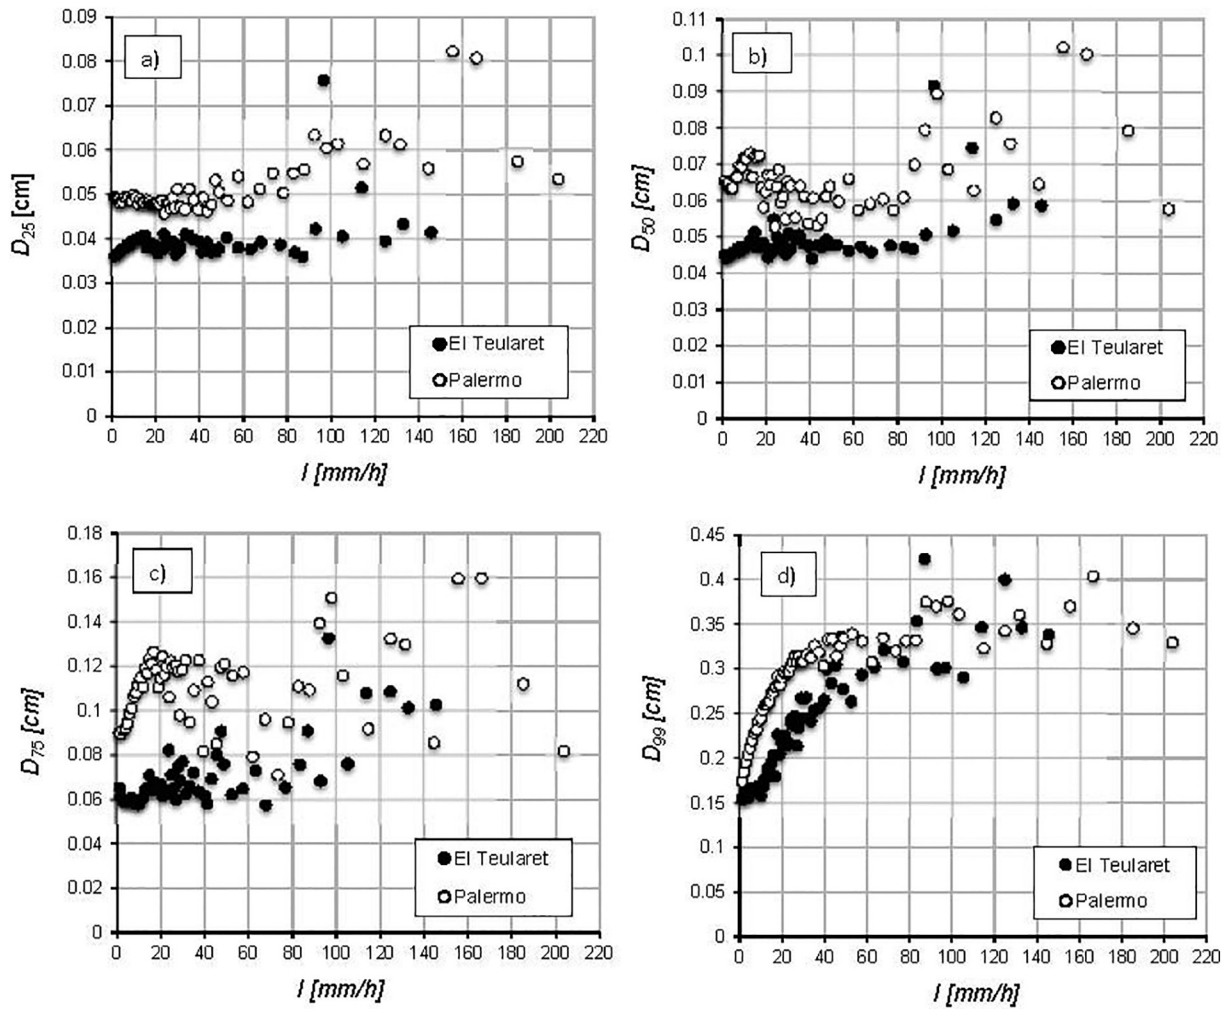 a)
0.09
0.08
0.07
0.06
0.05
0.04
0.03
0.02
0.01
0
D25 [cm]
0 20 40 60 80 100 120 140 160 180 200 220
I [mm/h]
El Teularet
Palermo
b)
0.11
0.1
0.09
0.08
0.07
0.06
0.05
0.04
0.03
0.02
0.01
0
D50 [cm]
0 20 40 60 80 100 120 140 160 180 200 220
I [mm/h]
El Teularet
Palermo
c)
0.18
0.16
0.14
0.12
0.1
0.08
0.06
0.04
0.02
0
D75 [cm]
0 20 40 60 80 100 120 140 160 180 200 220
I [mm/h]
El Teularet
Palermo
d)
0.45
0.4
0.35
0.3
0.25
0.2
0.15
0.1
0.05
0
D99 [cm]
0 20 40 60 80 100 120 140 160 180 200 220
I [mm/h]
El Teularet
Palermo